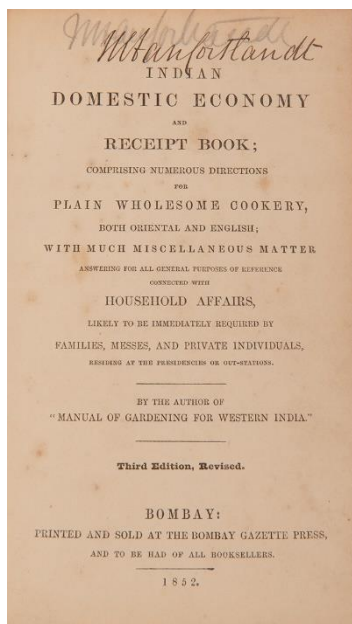 INDIAN
DOMESTIC ECONOMY
AND
RECEIPT BOOK;
COMPRISING NUMEROUS DIRECTIONS
FOR
PLAIN WHOLESOME COOKERY,
BOTH ORIENTAL AND ENGLISH;
WITH MUCH MISCELLANEOUS MATTER
ANSWERING FOR ALL GENERAL PURPOSES OF REFERENCE
CONNECTED WITH
HOUSEHOLD AFFAIRS,
LIKELY TO BE IMMEDIATELY REQUIRED BY
FAMILIES, MESSES, AND PRIVATE INDIVIDUALS,
RESIDING AT THE PRESIDENCIES OR OUT-STATIONS.
BY THE AUTHOR OF
"MANUAL OF GARDENING FOR WESTERN INDIA."
Third Edition, Revised.
BOMBAY:
PRINTED AND SOLD AT THE BOMBAY GAZETTE PRESS,
AND TO BE HAD OF ALL BOOKSELLERS.
1852.